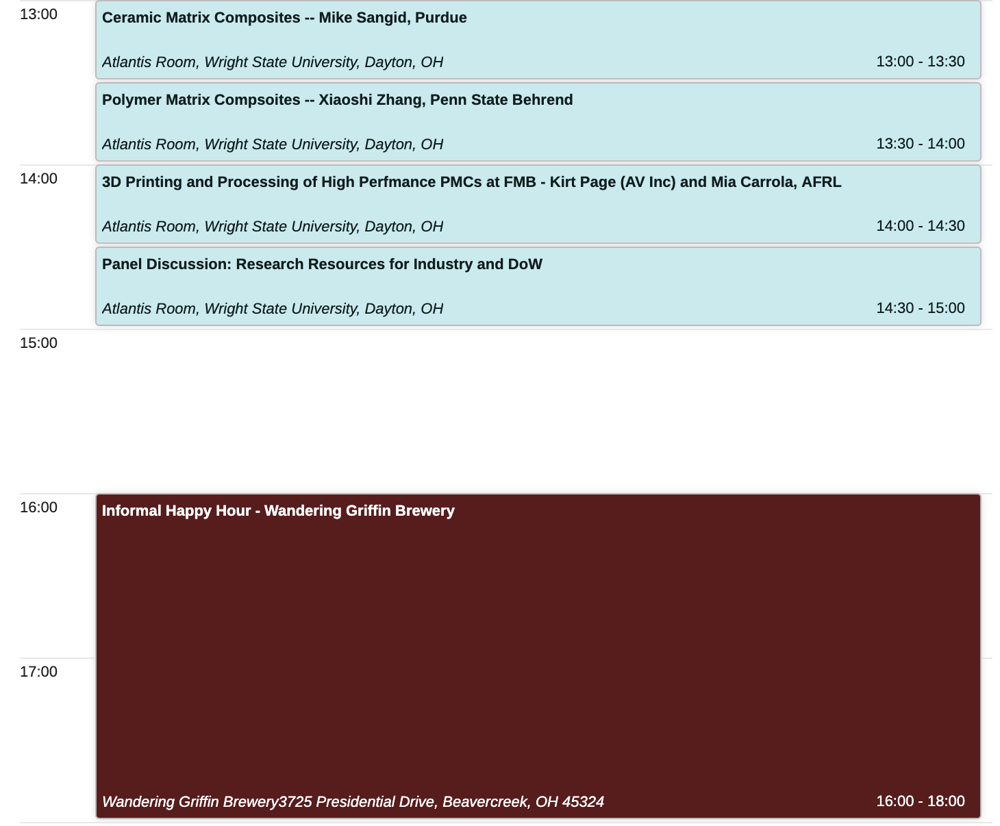 13:00
Ceramic Matrix Composites -- Mike Sangid, Purdue
Atlantis Room, Wright State University, Dayton, OH
13:00 - 13:30
Polymer Matrix Compsoites -- Xiaoshi Zhang, Penn State Behrend
Atlantis Room, Wright State University, Dayton, OH
13:30 - 14:00
14:00
3D Printing and Processing of High Perfmance PMCs at FMB - Kirt Page (AV Inc) and Mia Carrola, AFRL
Atlantis Room, Wright State University, Dayton, OH
14:00 - 14:30
Panel Discussion: Research Resources for Industry and DoW
Atlantis Room, Wright State University, Dayton, OH
14:30 - 15:00
15:00
16:00
Informal Happy Hour - Wandering Griffin Brewery
17:00
Wandering Griffin Brewery3725 Presidential Drive, Beavercreek, OH 45324
16:00 - 18:00